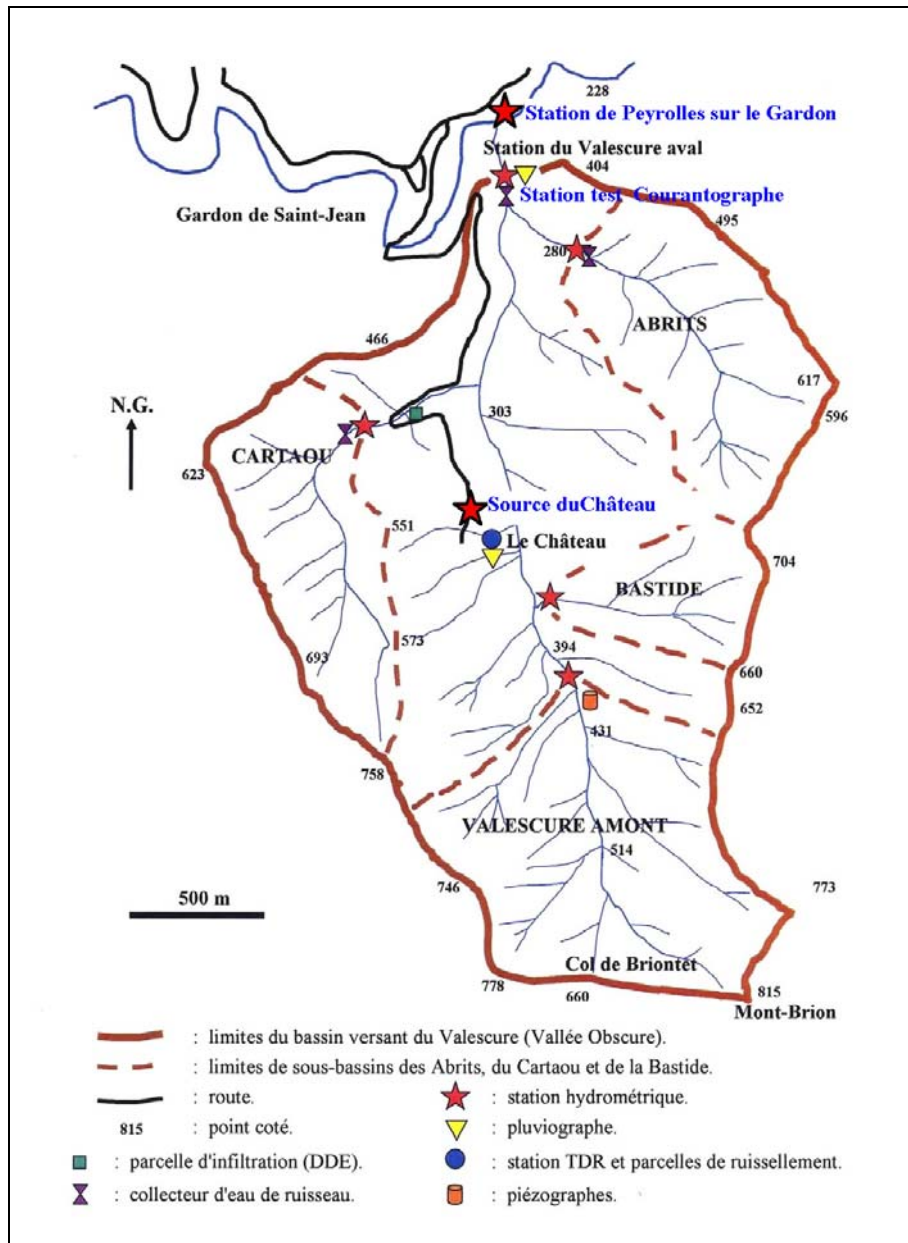 228
Station de Peyrolles sur le Gardon
Station du Valescure aval
404
Station test Courantographe
Gardon de Saint-Jean
495
280
ABRITS
466
617
N.G.
303
596
CARTAOU
623
Source duChâteau
551
Le Château
704
BASTIDE
573
394
693
660
652
431
758
VALESCURE AMONT
514
500 m
746
773
Col de Briontet
778
660
815
Mont-Brion
: limites du bassin versant du Valescure (Vallée Obscure).
: limites de sous-bassins des Abrits, du Cartaou et de la Bastide.
: route.
: station hydrométrique.
815 : point coté.
: pluviographe.
: parcelle d'infiltration (DDE).
: station TDR et parcelles de ruissellement.
: collecteur d'eau de ruisseau.
: piézographes.